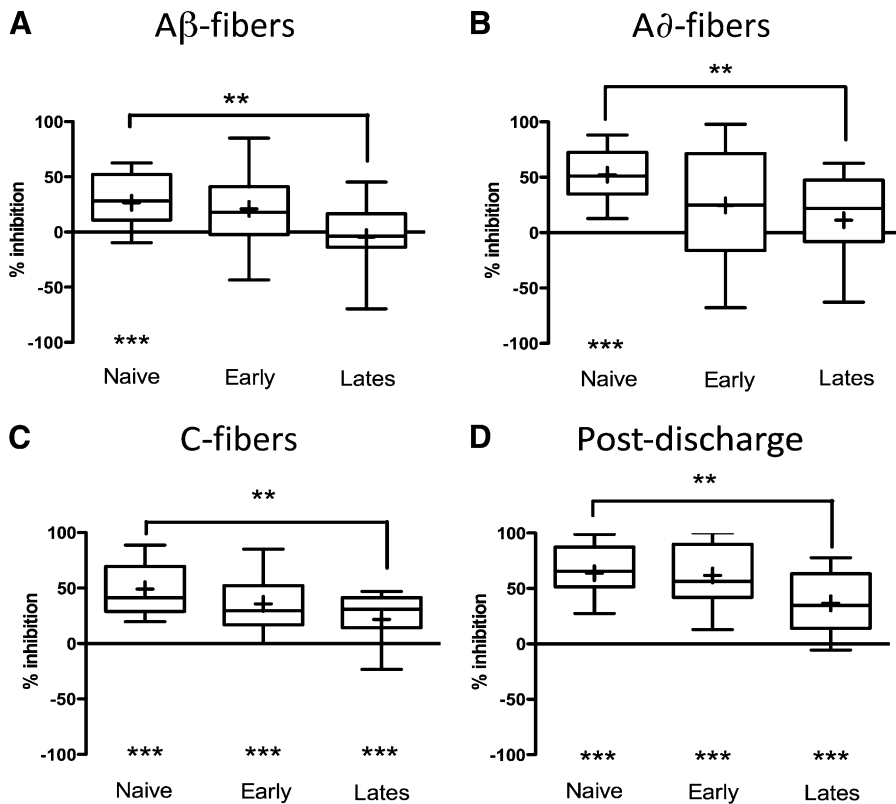 A
Aβ-fibers
**
100
50
0
-50
-100
% inhibition
***
Naive
Early
Lates
B
A∂-fibers
**
100
50
0
-50
-100
% inhibition
***
Naive
Early
Lates
C
C-fibers
**
100
50
0
-50
-100
% inhibition
*** *** ***
Naive
Early
Lates
D
Post-discharge
**
100
50
0
-50
-100
% inhibition
*** *** ***
Naive
Early
Lates